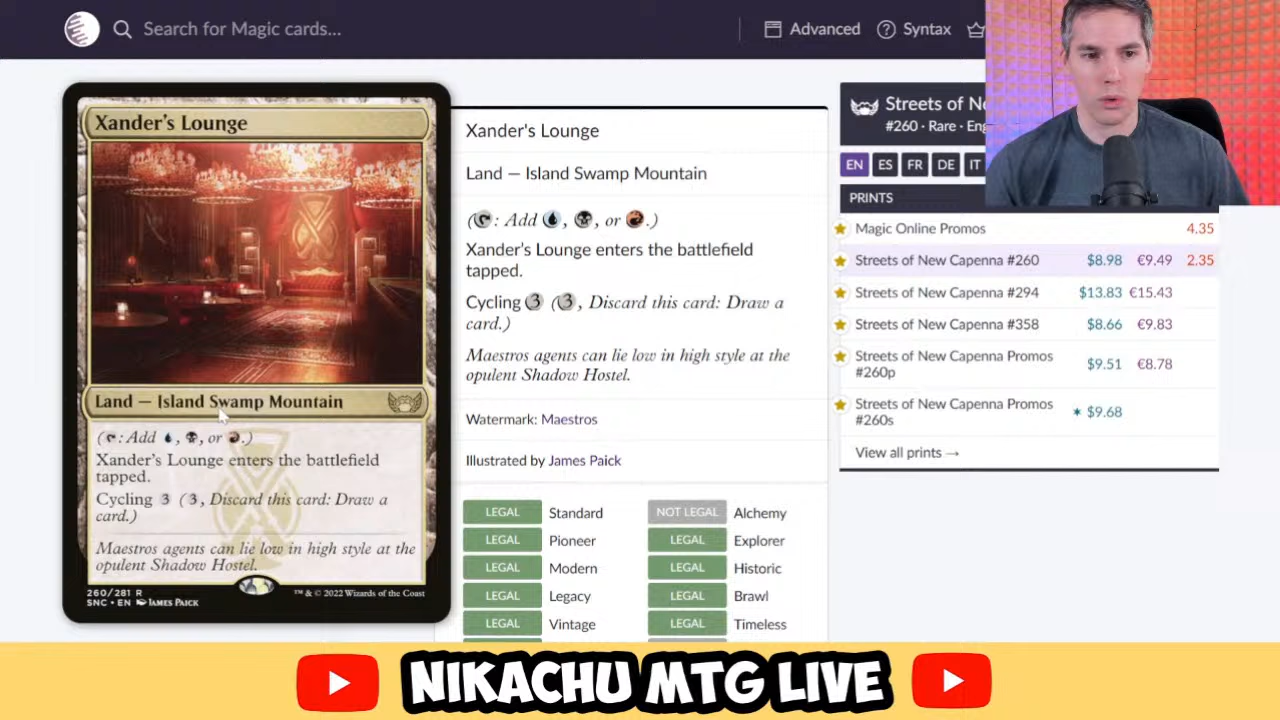 Search for Magic cards...
Advanced
Syntax
Xander's Lounge
Land — Island Swamp Mountain
( : Add , , or .)
Xander's Lounge enters the battlefield
tapped.
Cycling 3 (3, Discard this card: Draw a
card.)
Maestros agents can lie low in high style at the
opulent Shadow Hostel.
260/281 R
SNC • EN JAMES PAICK
™ & © 2022 Wizards of the Coast
Xander's Lounge
Land — Island Swamp Mountain
( : Add , , or .)
Xander's Lounge enters the battlefield
tapped.
Cycling 3 (3, Discard this card: Draw a
card.)
Maestros agents can lie low in high style at the
opulent Shadow Hostel.
Watermark: Maestros
Illustrated by James Paick
LEGAL Standard NOT LEGAL Alchemy
LEGAL Pioneer LEGAL Explorer
LEGAL Modern LEGAL Historic
LEGAL Legacy LEGAL Brawl
LEGAL Vintage LEGAL Timeless
Streets of
#260 · Rare ·
EN ES FR DE IT
PRINTS
Magic Online Promos 4.35
Streets of New Capenna #260 $8.98 €9.49 2.35
Streets of New Capenna #294 $13.83 €15.43
Streets of New Capenna #358 $8.66 €9.83
Streets of New Capenna Promos
#260p $9.51 €8.78
Streets of New Capenna Promos
#260s $9.68
View all prints →
NIKACHU MTG LIVE